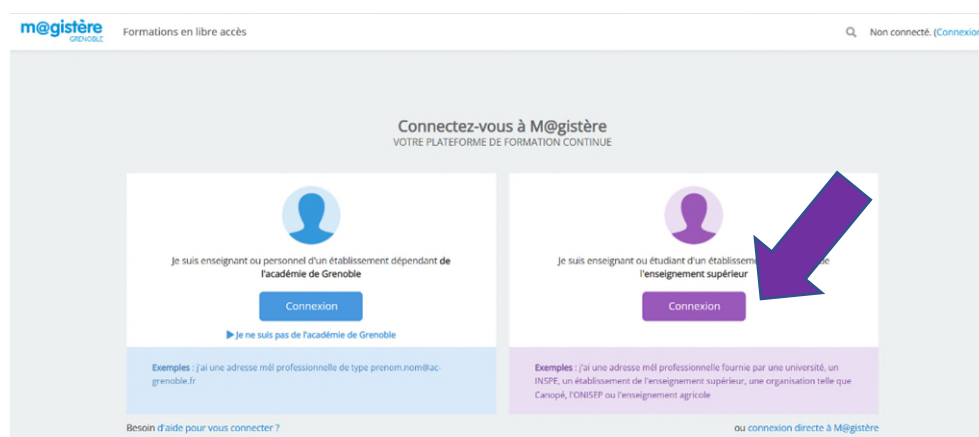 m@gistère
GRENOBLE
Formations en libre accès
Non connecté. (Connexion
Connectez-vous à M@gistère
VOTRE PLATEFORME DE FORMATION CONTINUE
Je suis enseignant ou personnel d'un établissement dépendant de
l'académie de Grenoble
Connexion
Je ne suis pas de l'académie de Grenoble
Exemples : j'ai une adresse mél professionnelle de type prenom.nom@ac-
grenoble.fr
Je suis enseignant ou étudiant d'un
l'enseignement supérieur
Connexion
Exemples : j'ai une adresse mél professionnelle fournie par une université, un
INSPE, un établissement de l'enseignement supérieur, une organisation telle que
Canopé, l'ONISEP ou l'enseignement agricole
Besoin d'aide pour vous connecter ?
ou connexion directe à M@gistère